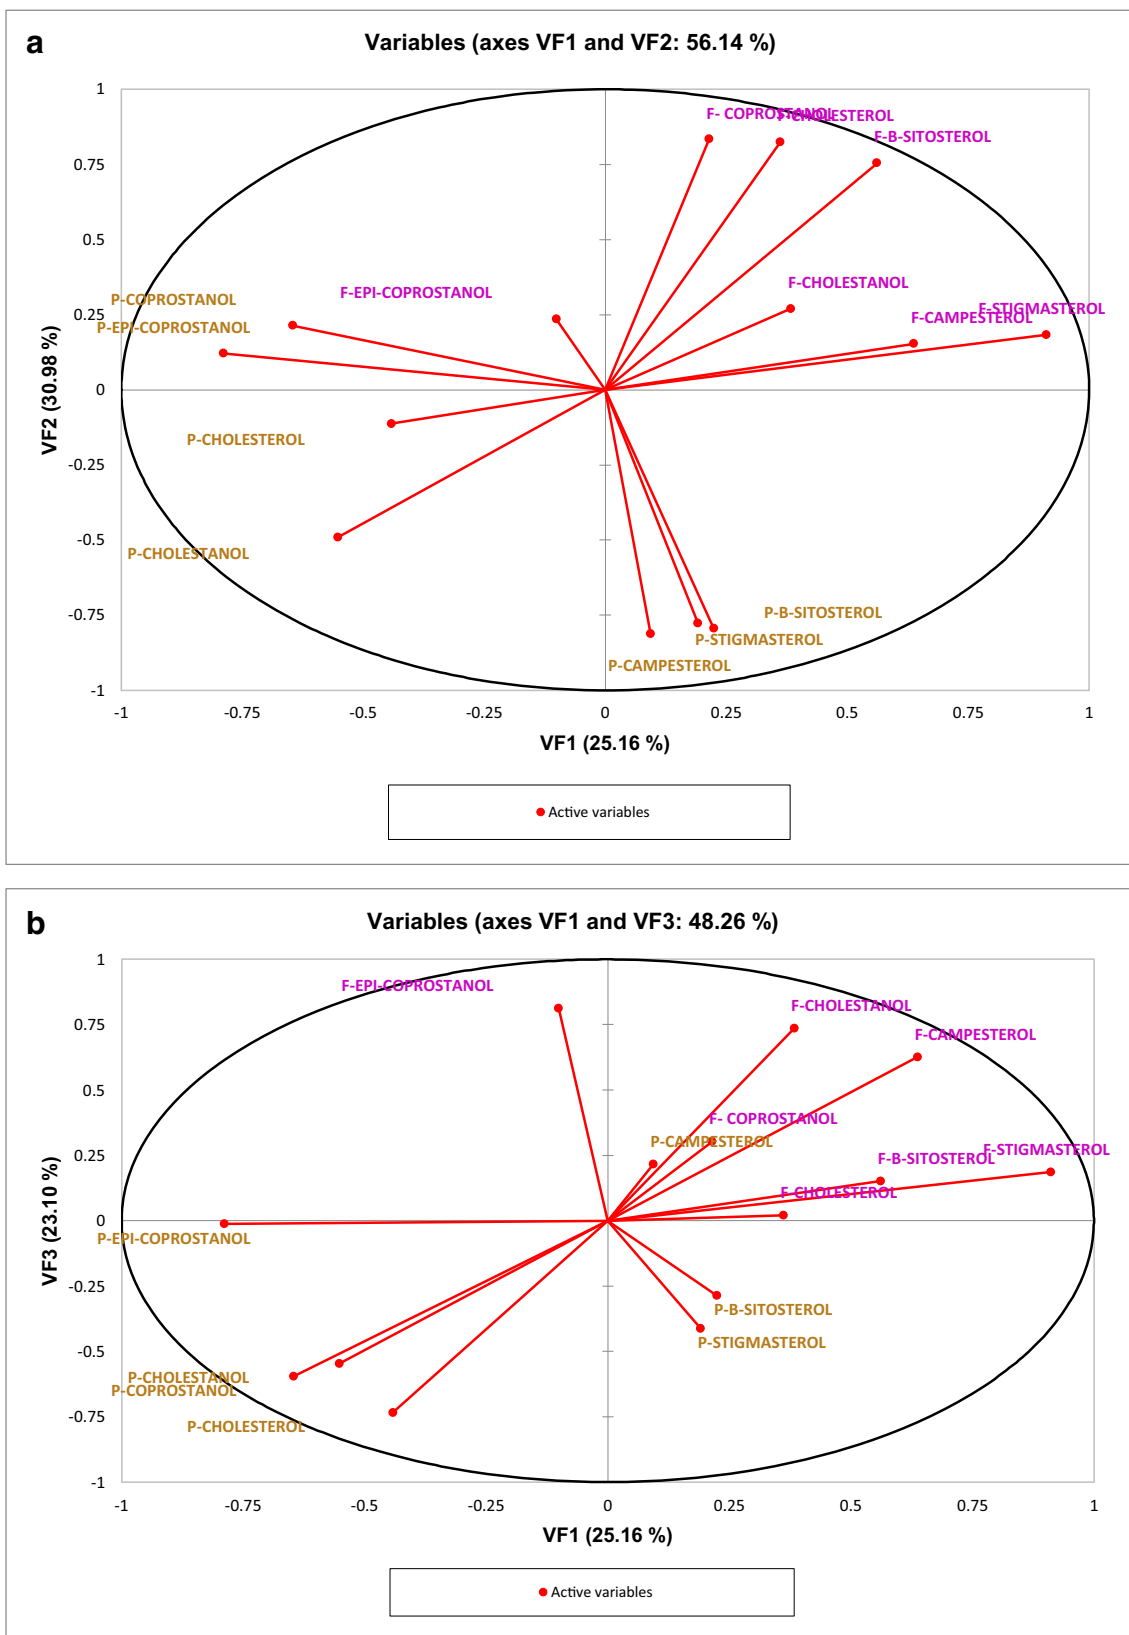 a
Variables (axes VF1 and VF2: 56.14 %)
1
0.75
0.5
0.25
0
-0.25
-0.5
-0.75
-1
VF2 (30.98 %)
F- COPROSTANOL
F-CHOLESTEROL
F-B-SITOSTEROL
P-COPROSTANOL
F-EPI-COPROSTANOL
F-CHOLESTANOL
F-STIGMASTEROL
F-CAMPESTEROL
P-EPI-COPROSTANOL
P-CHOLESTEROL
P-CHOLESTANOL
P-B-SITOSTEROL
P-STIGMASTEROL
P-CAMPESTEROL
-1 -0.75 -0.5 -0.25 0 0.25 0.5 0.75 1
VF1 (25.16 %)
Active variables
b
Variables (axes VF1 and VF3: 48.26 %)
1
0.75
0.5
0.25
0
-0.25
-0.5
-0.75
-1
VF3 (23.10 %)
F-EPI-COPROSTANOL
F-CHOLESTANOL
F-CAMPESTEROL
F- COPROSTANOL
P-CAMPESTEROL
F-STIGMASTEROL
F-B-SITOSTEROL
F-CHOLESTEROL
P-EPI-COPROSTANOL
P-B-SITOSTEROL
P-STIGMASTEROL
P-CHOLESTANOL
P-COPROSTANOL
P-CHOLESTEROL
-1 -0.75 -0.5 -0.25 0 0.25 0.5 0.75 1
VF1 (25.16 %)
Active variables